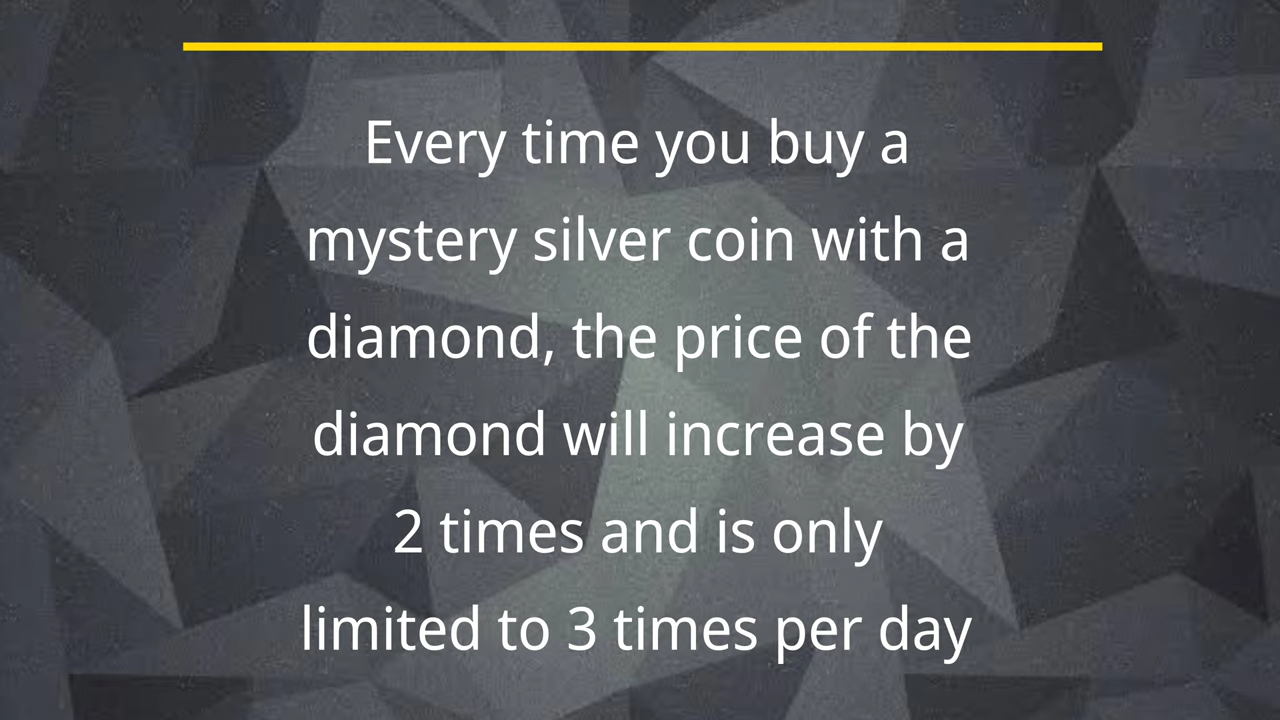 Every time you buy a
mystery silver coin with a
diamond, the price of the
diamond will increase by
2 times and is only
limited to 3 times per day